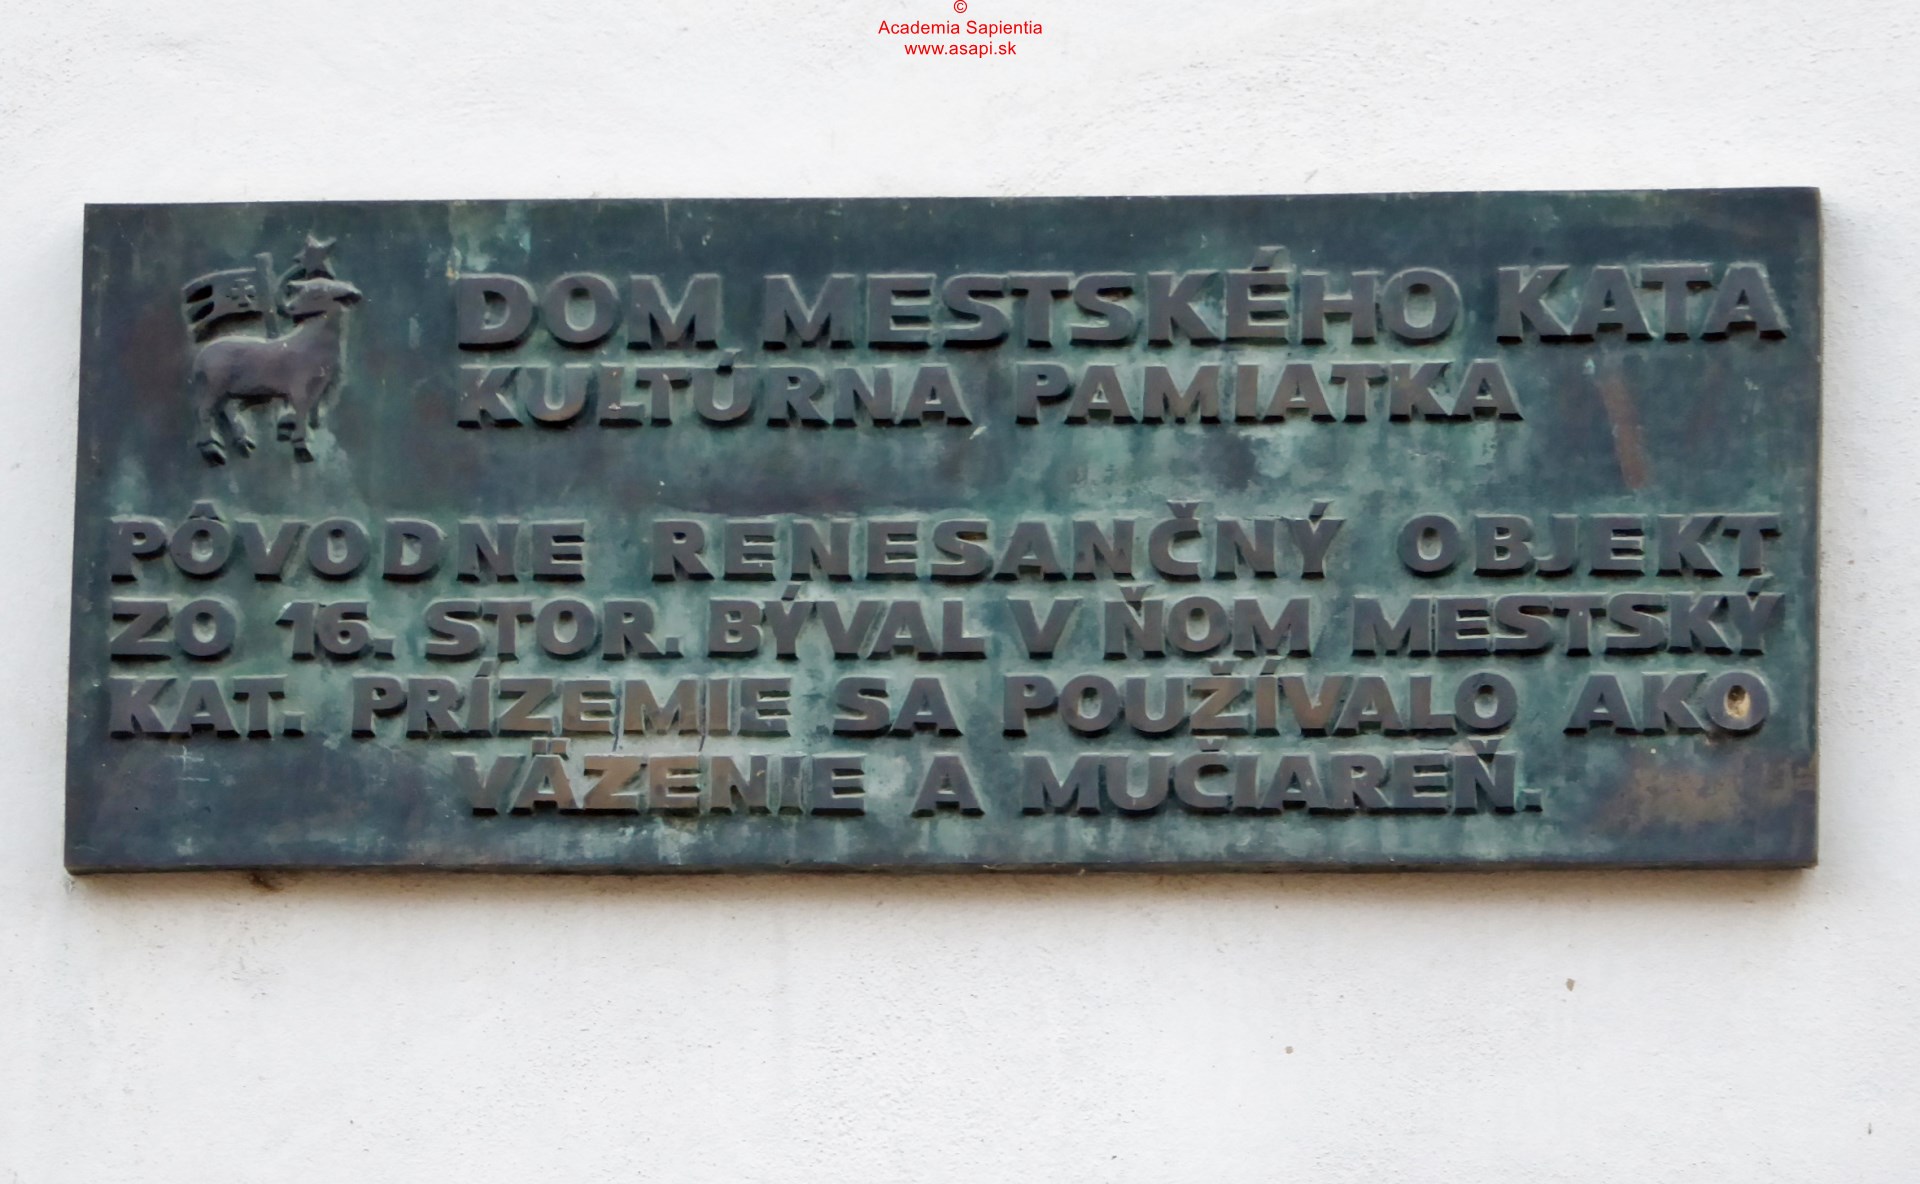 ©
Academia Sapientia
www.asapi.sk
DOM MESTSKÉHO KATA
KULTÚRNA PAMIATKA
PÔVODNE RENESANČNÝ OBJEKT
ZO 16. STOR. BÝVAL V ŇOM MESTSKÝ
KAT. PRÍZEMIE SA POUŽÍVALO AKO
VÄZENIE A MUČIAREŇ.